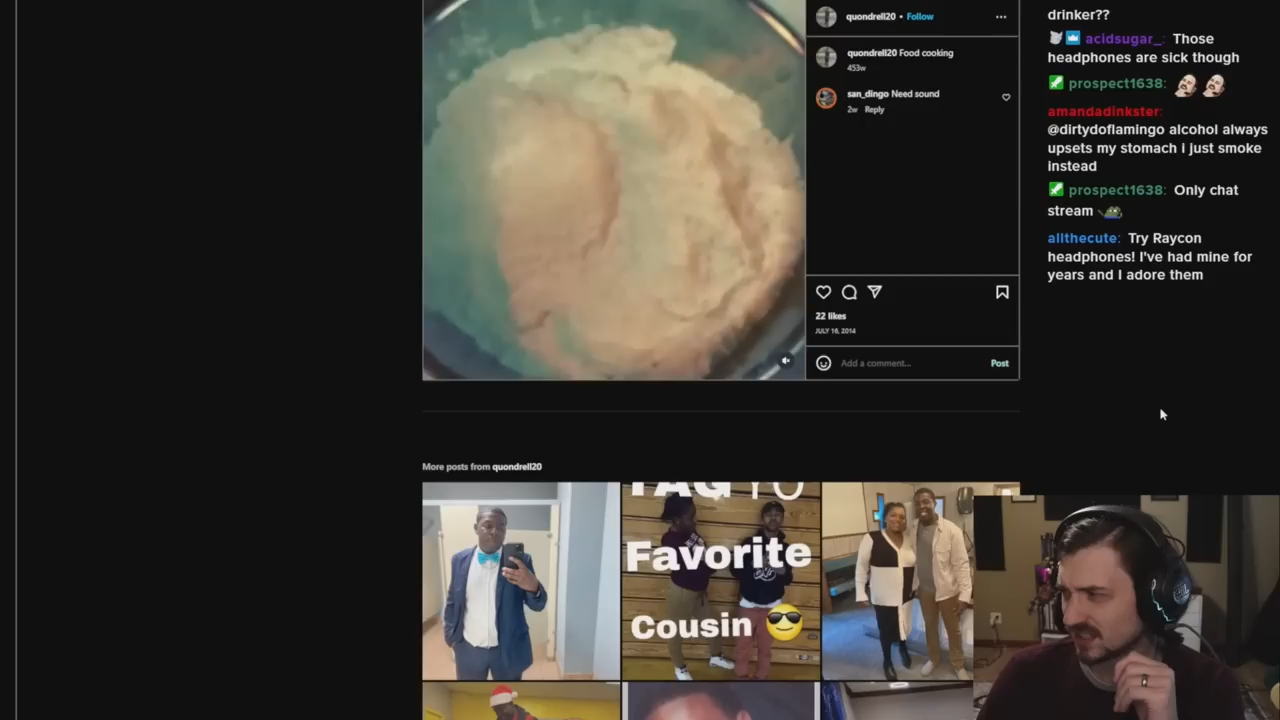 quondrell20 • Follow
quondrell20 Food cooking
453w
san_dingo Need sound
2w Reply
22 likes
JULY 16, 2014
Add a comment...
Post
More posts from quondrell20
TAG YO
Favorite
Cousin
drinker??
acidsugar_: Those
headphones are sick though
prospect1638:
amandadinkster:
@dirtydoflamingo alcohol always
upsets my stomach i just smoke
instead
prospect1638: Only chat
stream
allthecute: Try Raycon
headphones! I've had mine for
years and I adore them